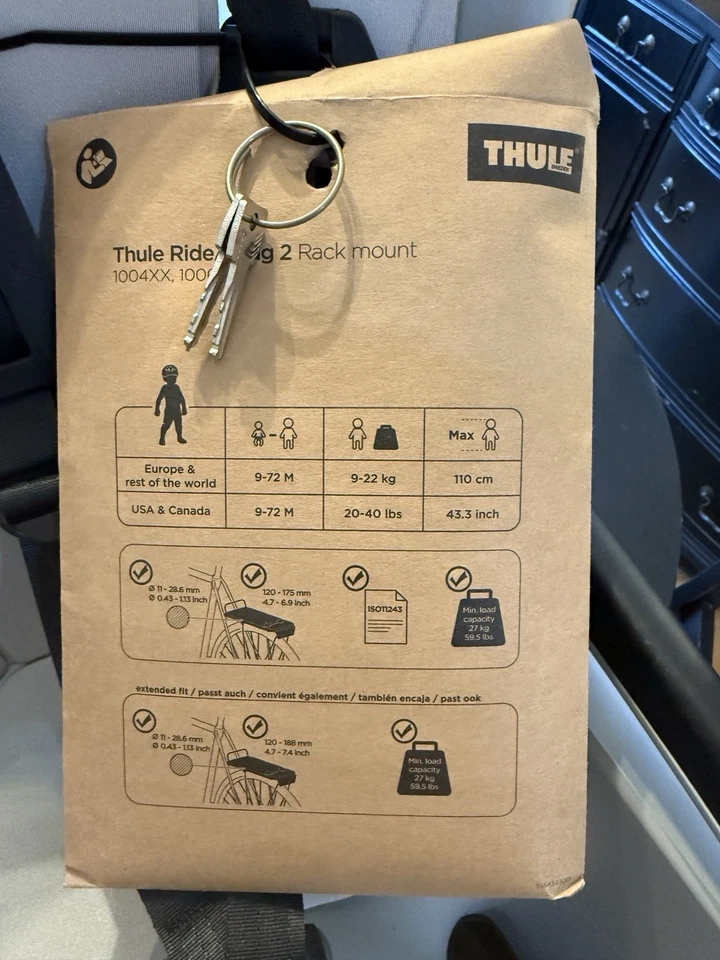 THULE
SWEDEN
Thule Ride 2 Rack mount
1004XX,
Max
Europe &
rest of the world
9-72 M
9-22 kg
110 cm
USA & Canada
9-72 M
20-40 lbs
43.3 inch
Ø 11 - 28.6 mm
Ø 0.43 - 1.13 inch
120 - 175 mm
4.7 - 6.9 inch
ISO11243
Min. load
capacity
27 kg
59.5 lbs
extended fit / passt auch / convient également / también encaja / past ook
Ø 11 - 28.6 mm
Ø 0.43 - 1.13 inch
120 - 188 mm
4.7 - 7.4 inch
Min. load
capacity
27 kg
59.5 lbs